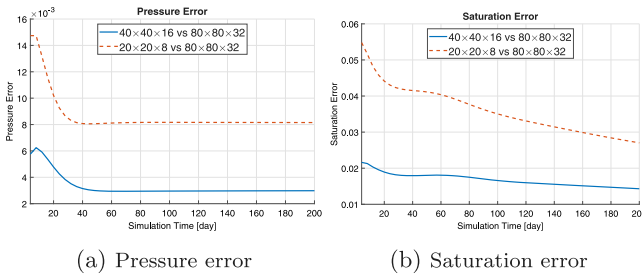 ×10⁻³
Pressure Error
16
14
12
10
8
6
4
2
Pressure Error
40×40×16 vs 80×80×32
20×20×8 vs 80×80×32
20 40 60 80 100 120 140 160 180 200
Simulation Time [day]
(a) Pressure error
Saturation Error
0.06
0.05
0.04
0.03
0.02
0.01
Saturation Error
40×40×16 vs 80×80×32
20×20×8 vs 80×80×32
20 40 60 80 100 120 140 160 180 200
Simulation Time [day]
(b) Saturation error